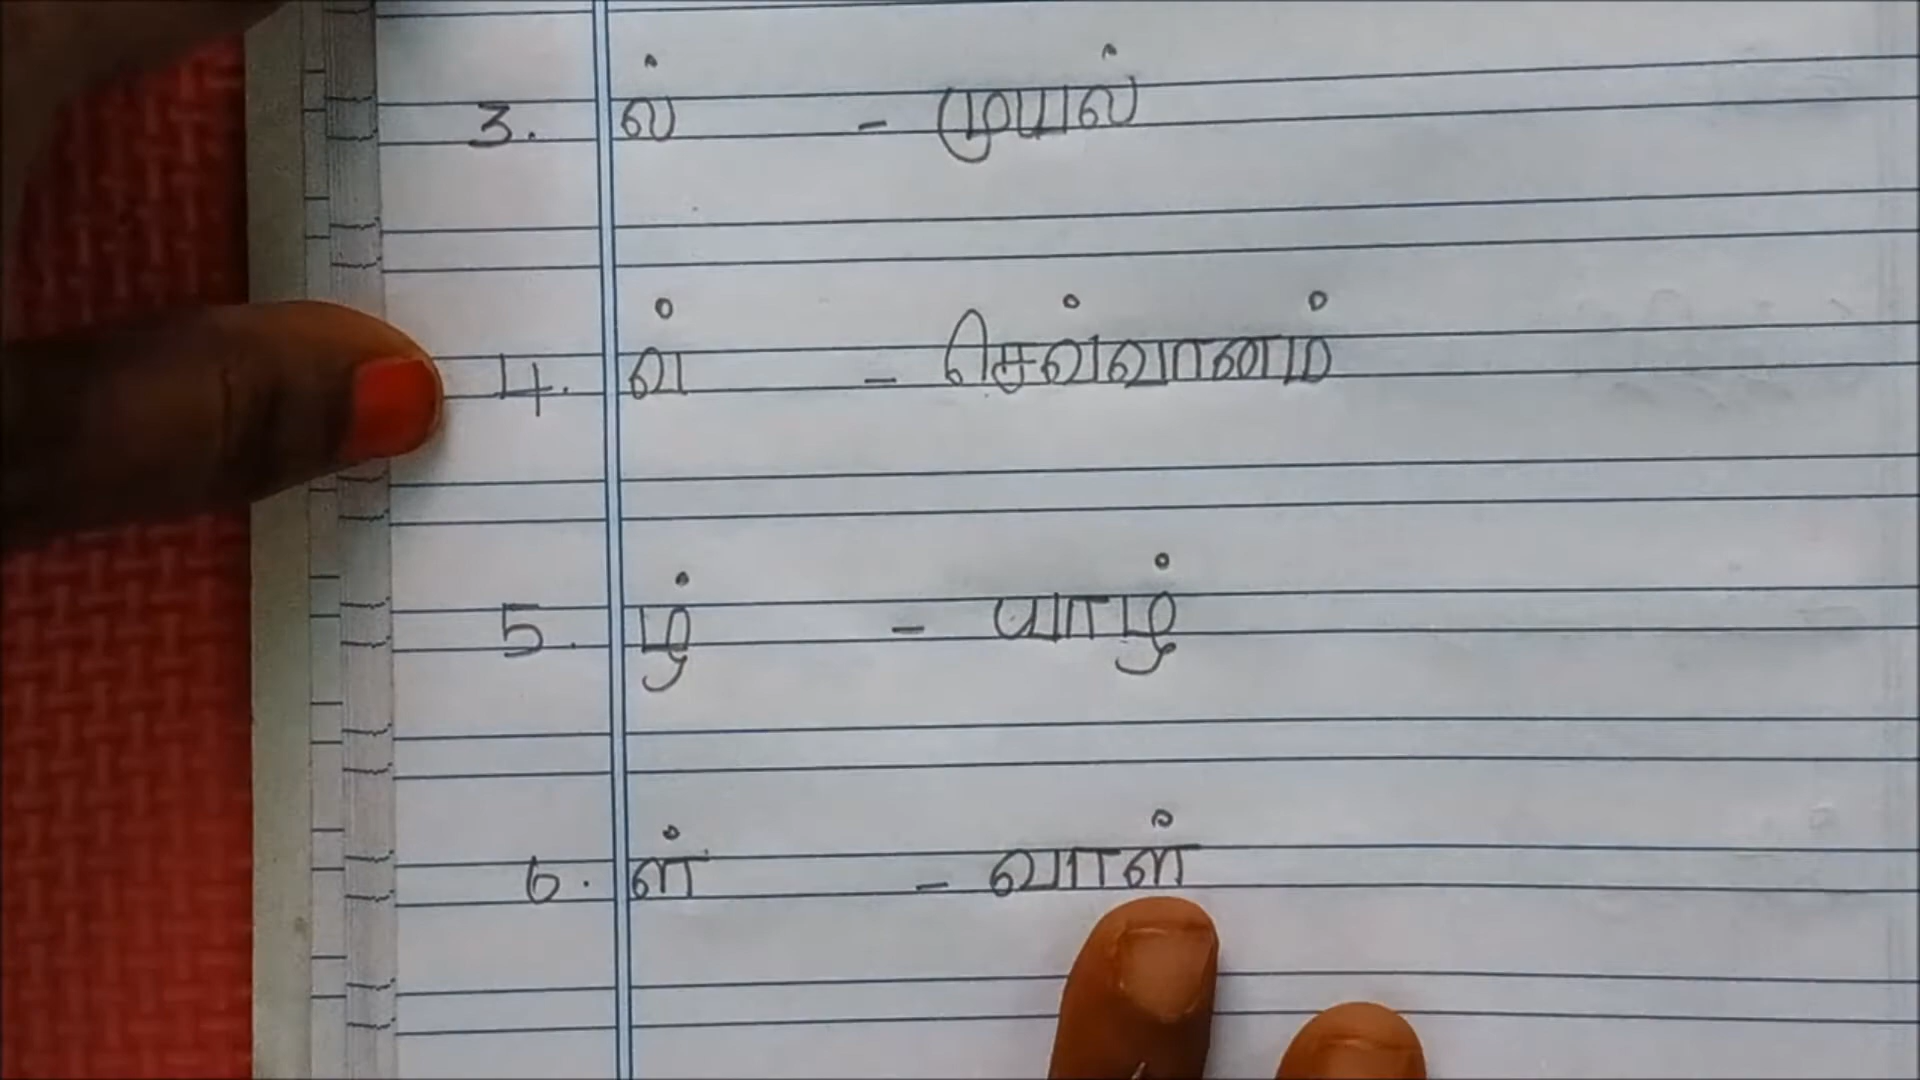 3. ல் - முயல்
4. வ் - செவ்வானம்
5. ழ் - யாழ்
6. ள் - வாள்